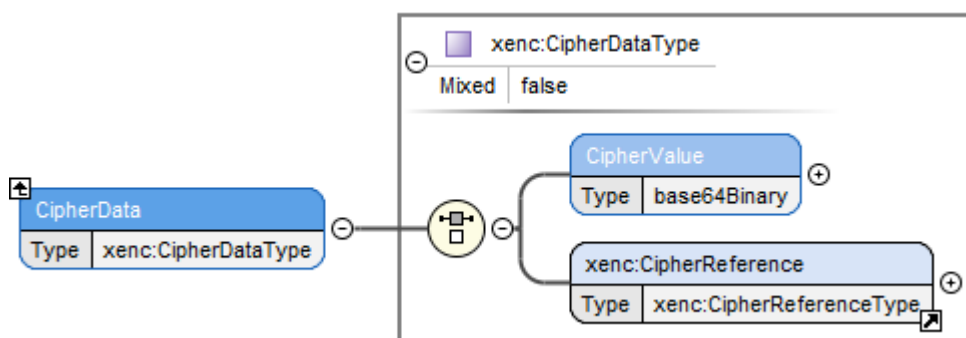 xenc:CipherDataType
Mixed false
CipherValue
Type base64Binary
CipherData
Type xenc:CipherDataType
xenc:CipherReference
Type xenc:CipherReferenceType